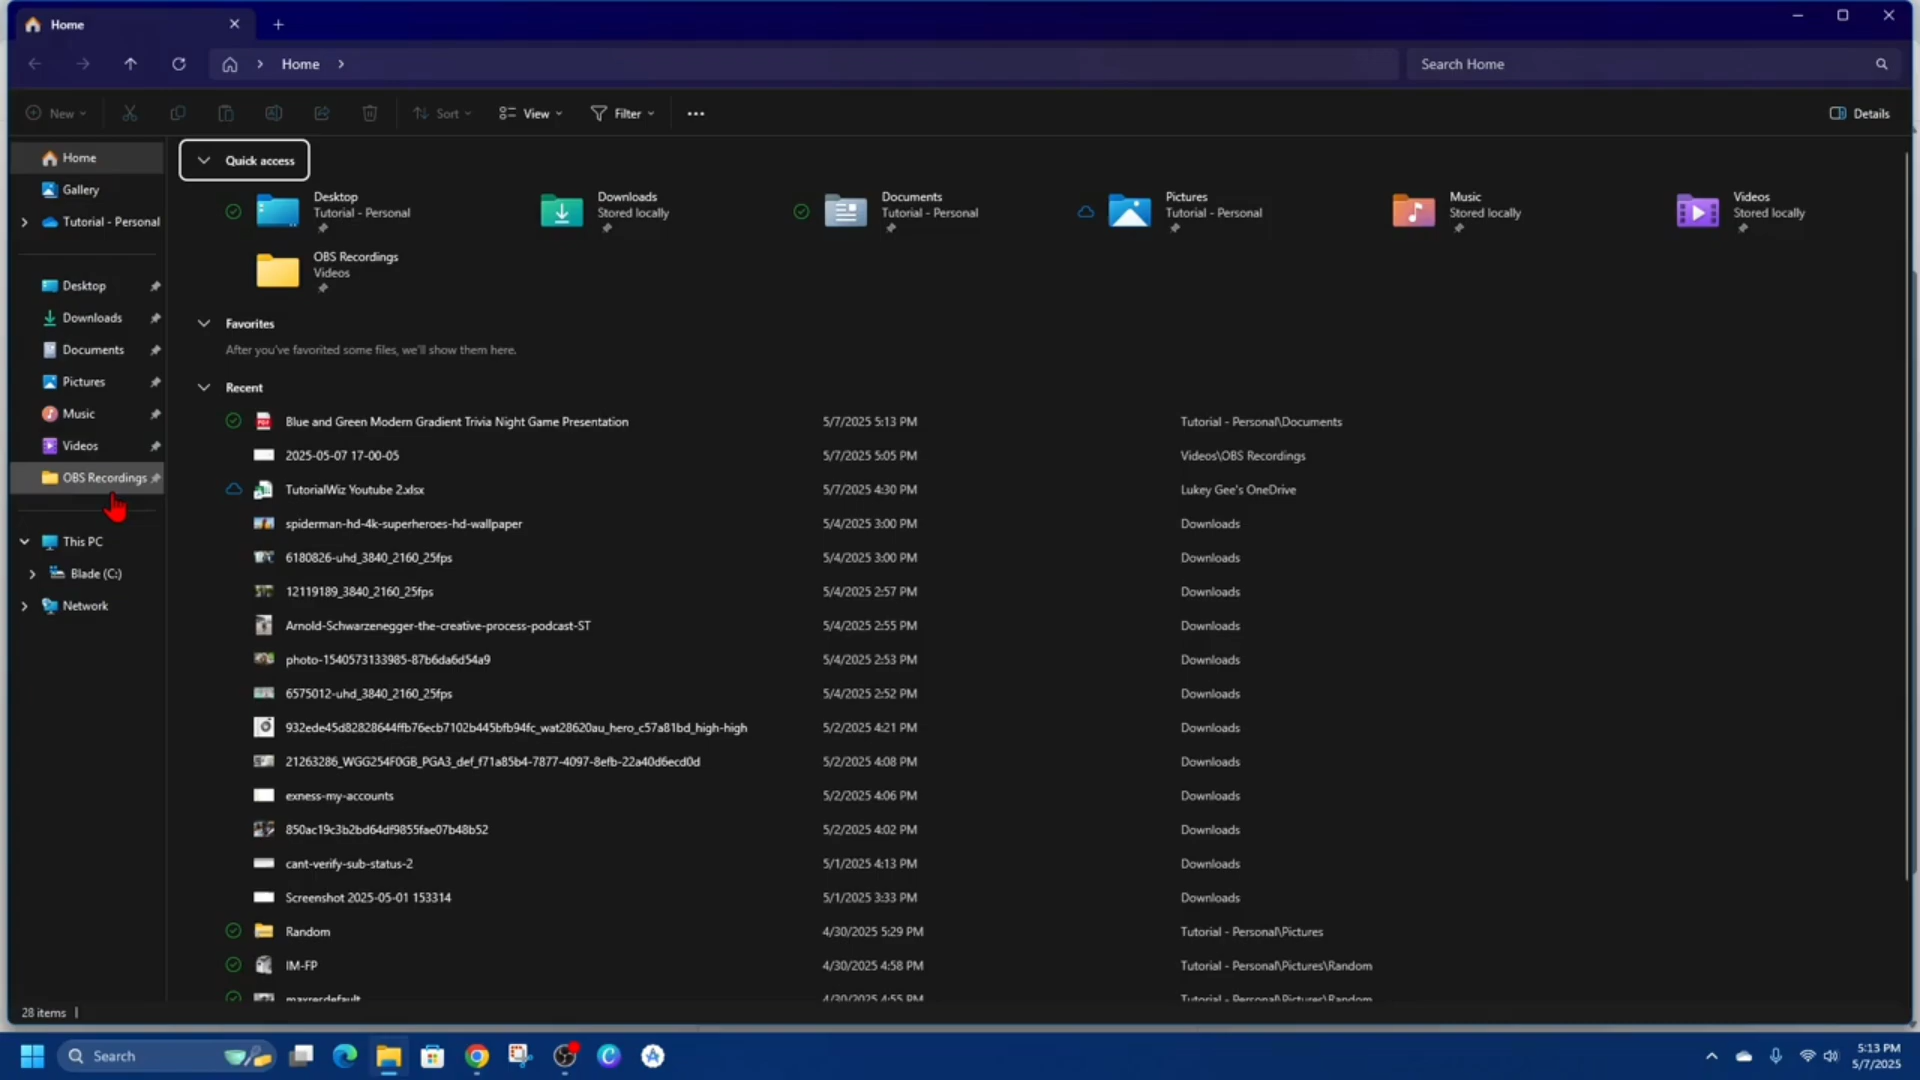 Home
Home
Search Home
New
Sort
View
Filter
Details
Home
Gallery
Tutorial - Personal
Desktop
Downloads
Documents
Pictures
Music
Videos
OBS Recordings
This PC
Blade (C:)
Network
Quick access
Desktop
Tutorial - Personal
Downloads
Stored locally
Documents
Tutorial - Personal
Pictures
Tutorial - Personal
Music
Stored locally
Videos
Stored locally
OBS Recordings
Videos
Favorites
After you've favorited some files, we'll show them here.
Recent
Blue and Green Modern Gradient Trivia Night Game Presentation 5/7/2025 5:13 PM Tutorial - Personal\Documents
2025-05-07 17-00-05 5/7/2025 5:05 PM Videos\OBS Recordings
TutorialWiz Youtube 2.xlsx 5/7/2025 4:30 PM Lukey Gee's OneDrive
spiderman-hd-4k-superheroes-hd-wallpaper 5/4/2025 3:00 PM Downloads
6180826-uhd_3840_2160_25fps 5/4/2025 3:00 PM Downloads
12119189_3840_2160_25fps 5/4/2025 2:57 PM Downloads
Arnold-Schwarzenegger-the-creative-process-podcast-ST 5/4/2025 2:55 PM Downloads
photo-1540573133985-87b6da6d54a9 5/4/2025 2:53 PM Downloads
6575012-uhd_3840_2160_25fps 5/4/2025 2:52 PM Downloads
932ede45d82828644ffb76ecb7102b445bfb94fc_wat28620au_hero_c57a81bd_high-high 5/2/2025 4:21 PM Downloads
21263286_WGG254F0GB_PGA3_def_f71a85b4-7877-4097-8efb-22a40d6ecd0d 5/2/2025 4:08 PM Downloads
exness-my-accounts 5/2/2025 4:06 PM Downloads
850ac19c3b2bd64df9855fae07b48b52 5/2/2025 4:02 PM Downloads
cant-verify-sub-status-2 5/1/2025 4:13 PM Downloads
Screenshot 2025-05-01 153314 5/1/2025 3:33 PM Downloads
Random 4/30/2025 5:29 PM Tutorial - Personal\Pictures
IM-FP 4/30/2025 4:58 PM Tutorial - Personal\Pictures\Random
maxresdefault 4/30/2025 4:55 PM Tutorial - Personal\Pictures\Random
28 items
Search
5:13 PM
5/7/2025